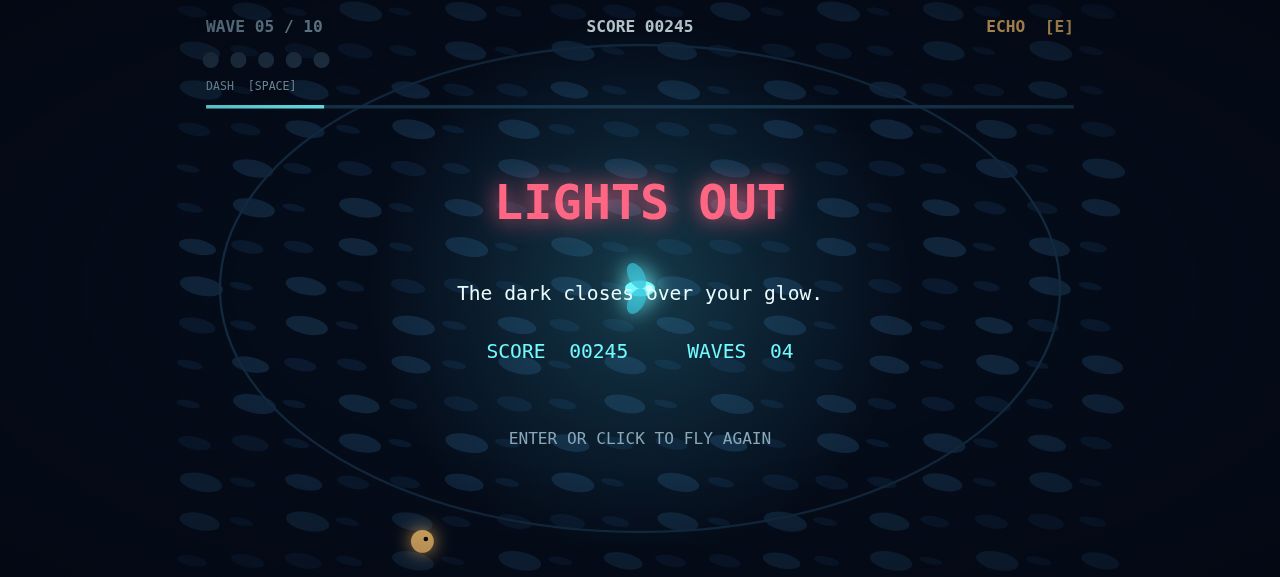 WAVE 05 / 10 SCORE 00245 ECHO [E]
DASH [SPACE]
LIGHTS OUT
The dark closes over your glow.
SCORE 00245 WAVES 04
ENTER OR CLICK TO FLY AGAIN